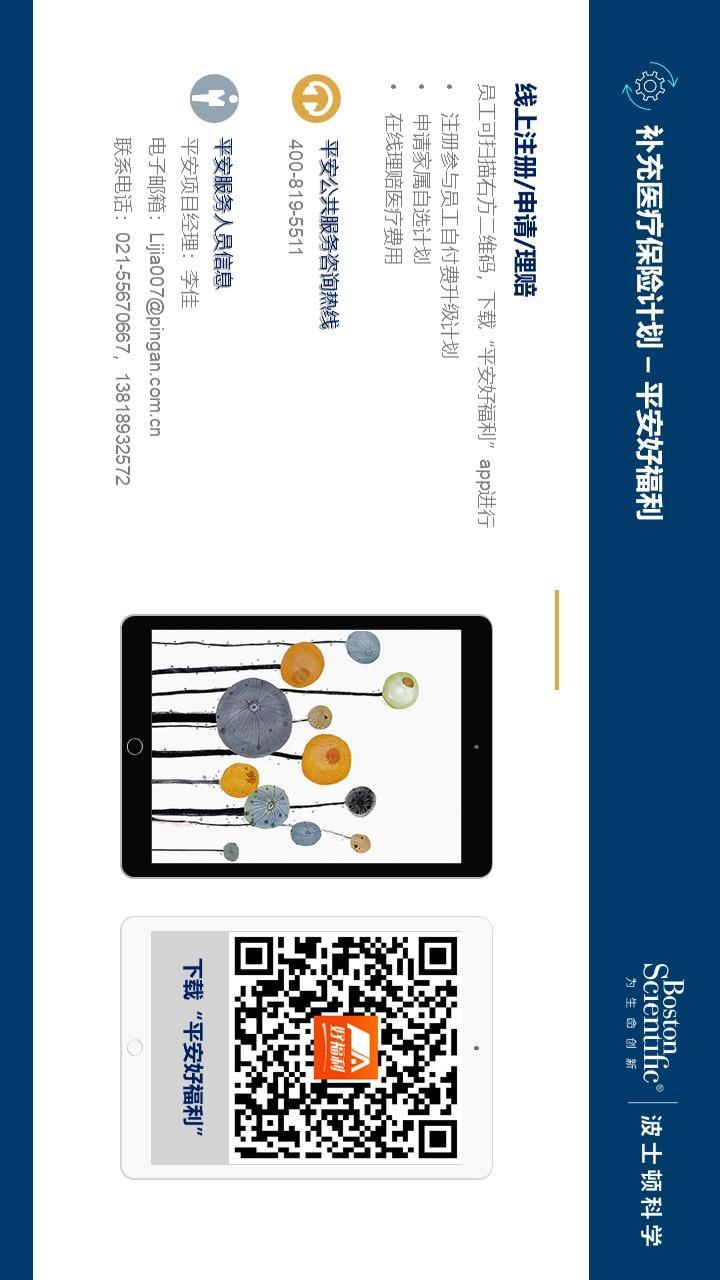 补充医疗保险计划 – 平安好福利
Boston
Scientific®
为生命创新
波士顿科学
线上注册/申请/理赔
员工可扫描右方二维码，下载“平安好福利” app进行
• 注册参与员工自付费升级计划
• 申请家属自选计划
• 在线理赔医疗费用
平安公共服务咨询热线
400-819-5511
平安服务人员信息
平安项目经理：李佳
电子邮箱：Lijia007@pingan.com.cn
联系电话：021-55670667，13818932572
好福利
下载“平安好福利”